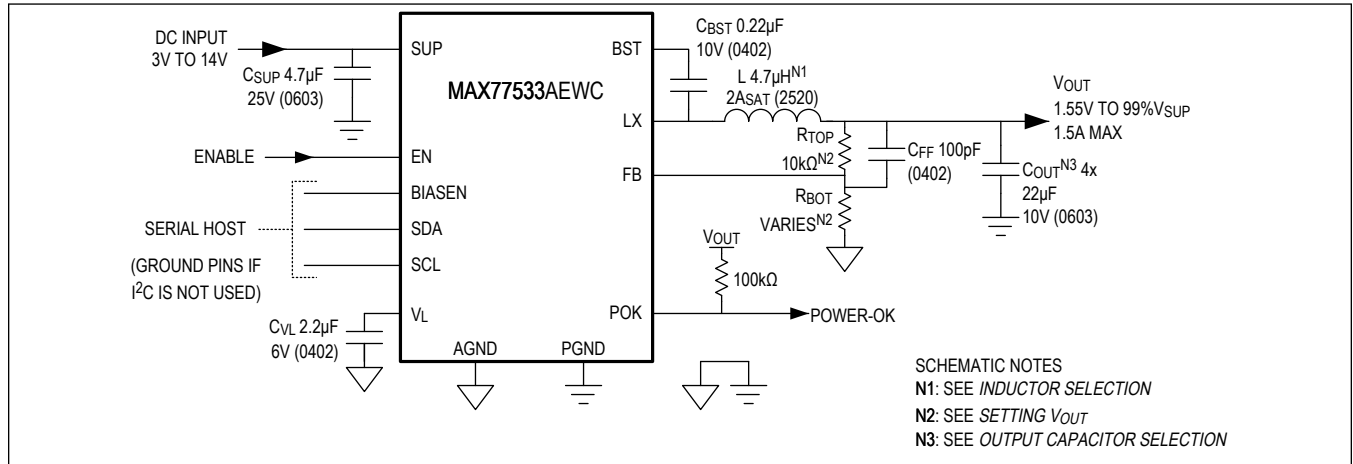 DC INPUT
3V TO 14V
CSUP 4.7µF
25V (0603)
ENABLE
SERIAL HOST
(GROUND PINS IF
I2C IS NOT USED)
CVL 2.2µF
6V (0402)
SUP
EN
BIASEN
SDA
SCL
VL
MAX77533AEWC
AGND
PGND
BST
LX
FB
POK
CBST 0.22µF
10V (0402)
L 4.7µHN1
2ASAT (2520)
RTOP
10kΩN2
CFF 100pF
(0402)
RBOT
VARIESN2
VOUT
1.55V TO 99%VSUP
1.5A MAX
COUTN3 4x
22µF
10V (0603)
VOUT
100kΩ
POWER-OK
SCHEMATIC NOTES
N1: SEE INDUCTOR SELECTION
N2: SEE SETTING VOUT
N3: SEE OUTPUT CAPACITOR SELECTION